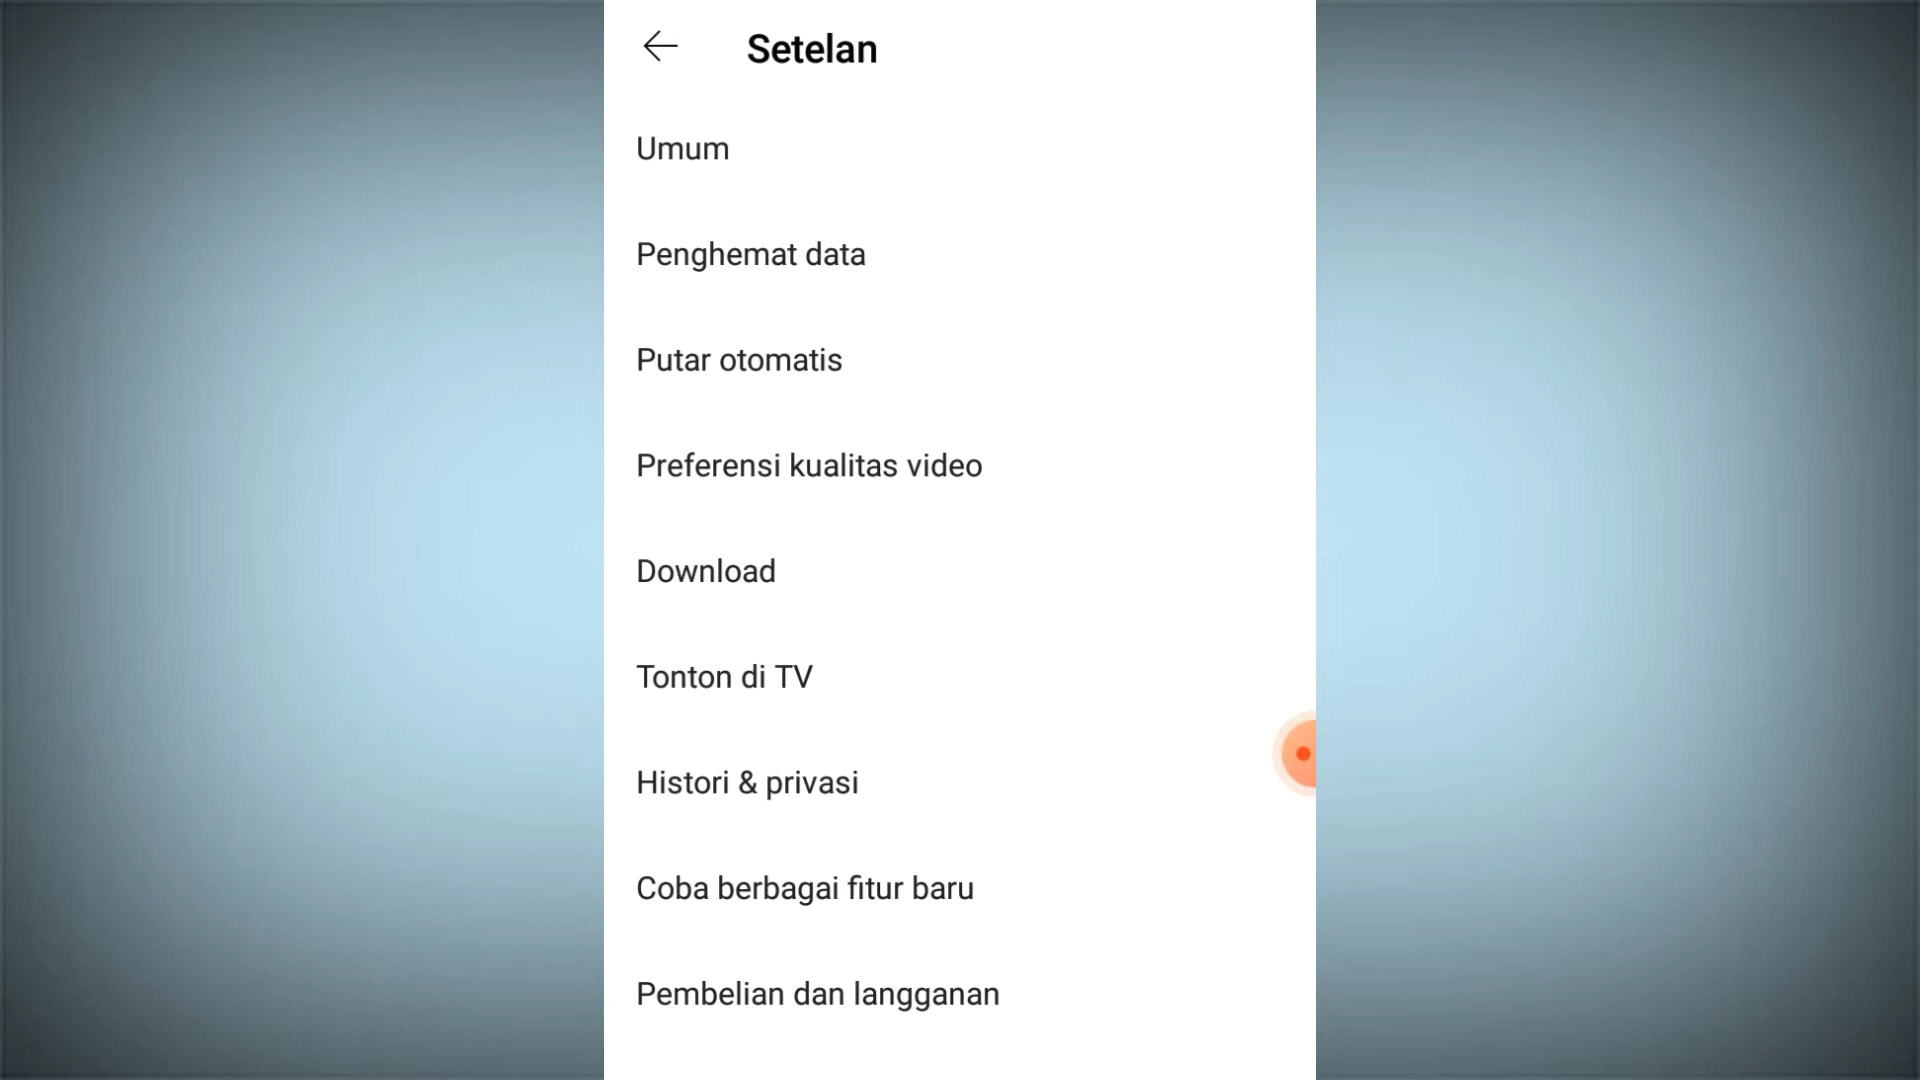 Setelan
Umum
Penghemat data
Putar otomatis
Preferensi kualitas video
Download
Tonton di TV
Histori & privasi
Coba berbagai fitur baru
Pembelian dan langganan